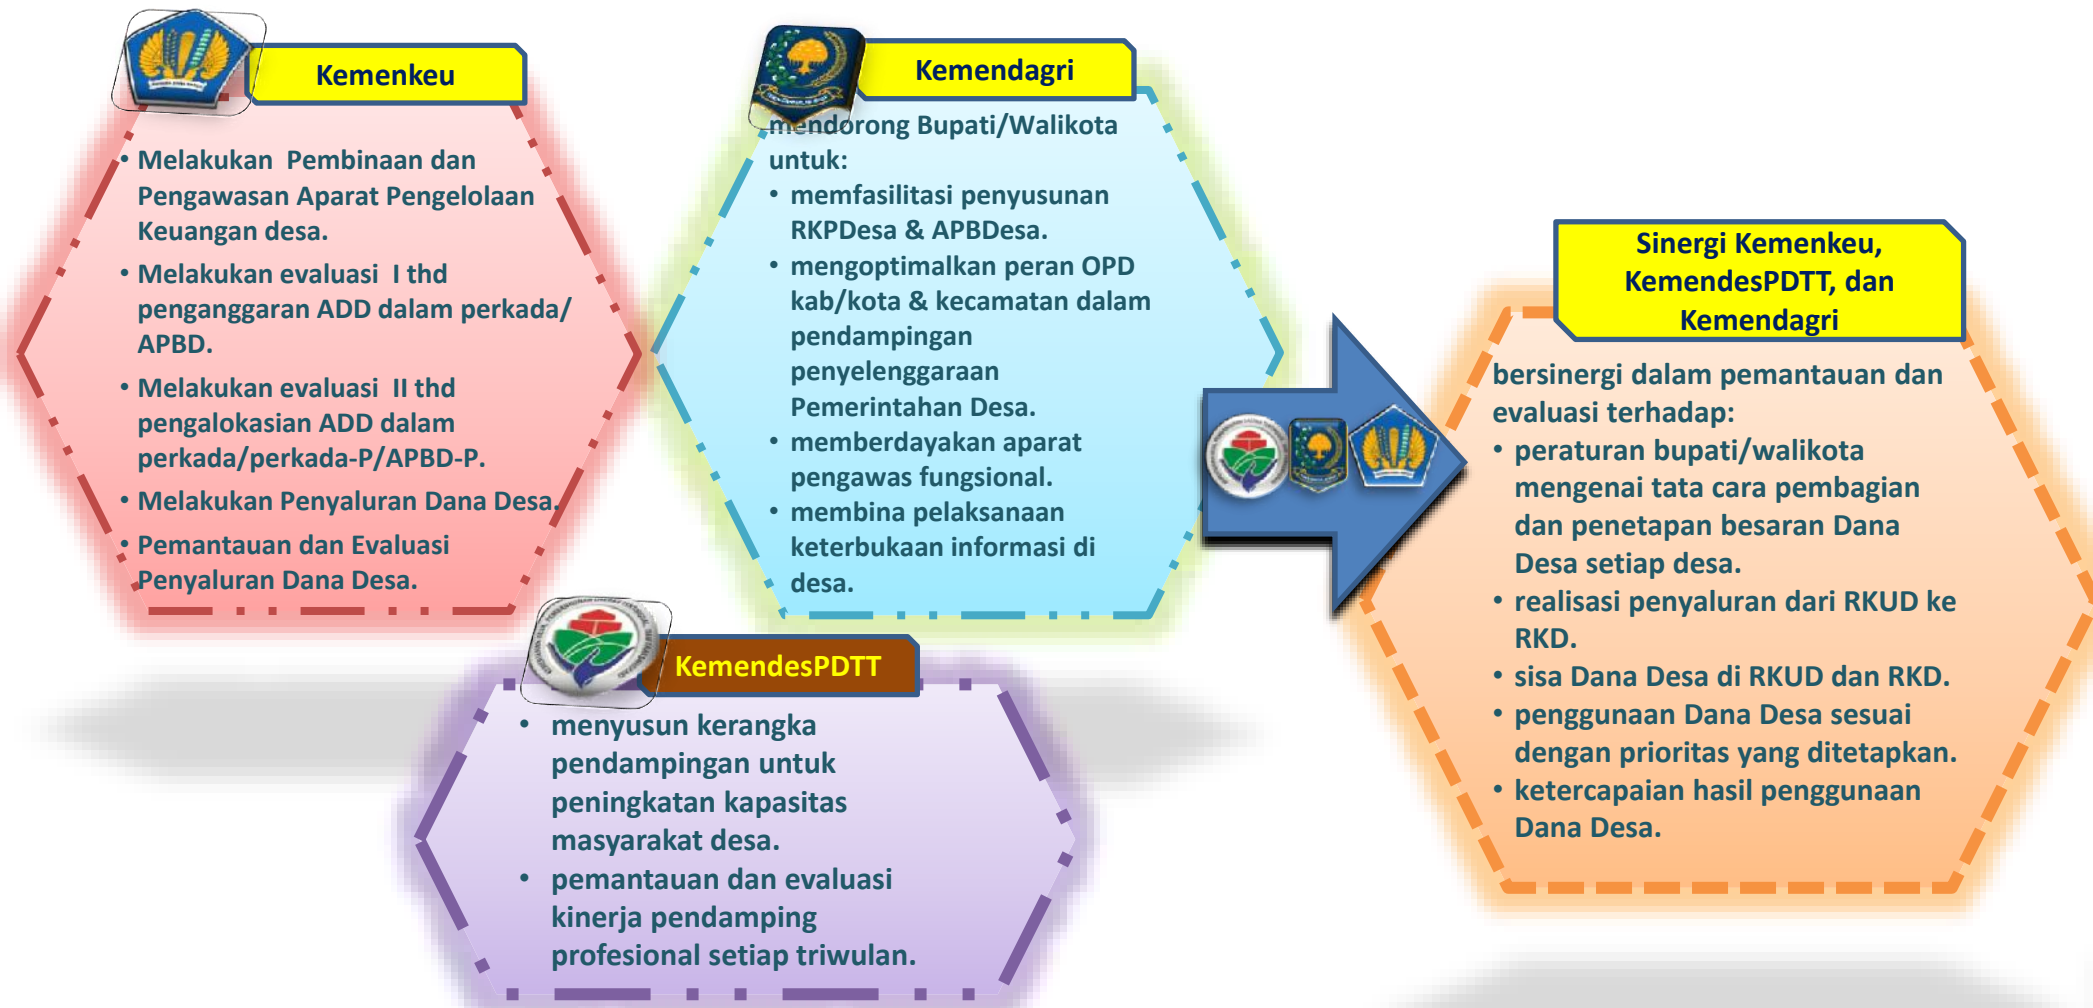 Kemenkeu
• Melakukan Pembinaan dan
Pengawasan Aparat Pengelolaan
Keuangan desa.
• Melakukan evaluasi I thd
penganggaran ADD dalam perkada/
APBD.
• Melakukan evaluasi II thd
pengalokasian ADD dalam
perkada/perkada-P/APBD-P.
• Melakukan Penyaluran Dana Desa.
• Pemantauan dan Evaluasi
Penyaluran Dana Desa.
Kemendagri
mendorong Bupati/Walikota
untuk:
• memfasilitasi penyusunan
RKPDesa & APBDesa.
• mengoptimalkan peran OPD
kab/kota & kecamatan dalam
pendampingan
penyelenggaraan
Pemerintahan Desa.
• memberdayakan aparat
pengawas fungsional.
• membina pelaksanaan
keterbukaan informasi di
desa.
KemendesPDTT
• menyusun kerangka
pendampingan untuk
peningkatan kapasitas
masyarakat desa.
• pemantauan dan evaluasi
kinerja pendamping
profesional setiap triwulan.
Sinergi Kemenkeu,
KemendesPDTT, dan
Kemendagri
bersinergi dalam pemantauan dan
evaluasi terhadap:
• peraturan bupati/walikota
mengenai tata cara pembagian
dan penetapan besaran Dana
Desa setiap desa.
• realisasi penyaluran dari RKUD ke
RKD.
• sisa Dana Desa di RKUD dan RKD.
• penggunaan Dana Desa sesuai
dengan prioritas yang ditetapkan.
• ketercapaian hasil penggunaan
Dana Desa.